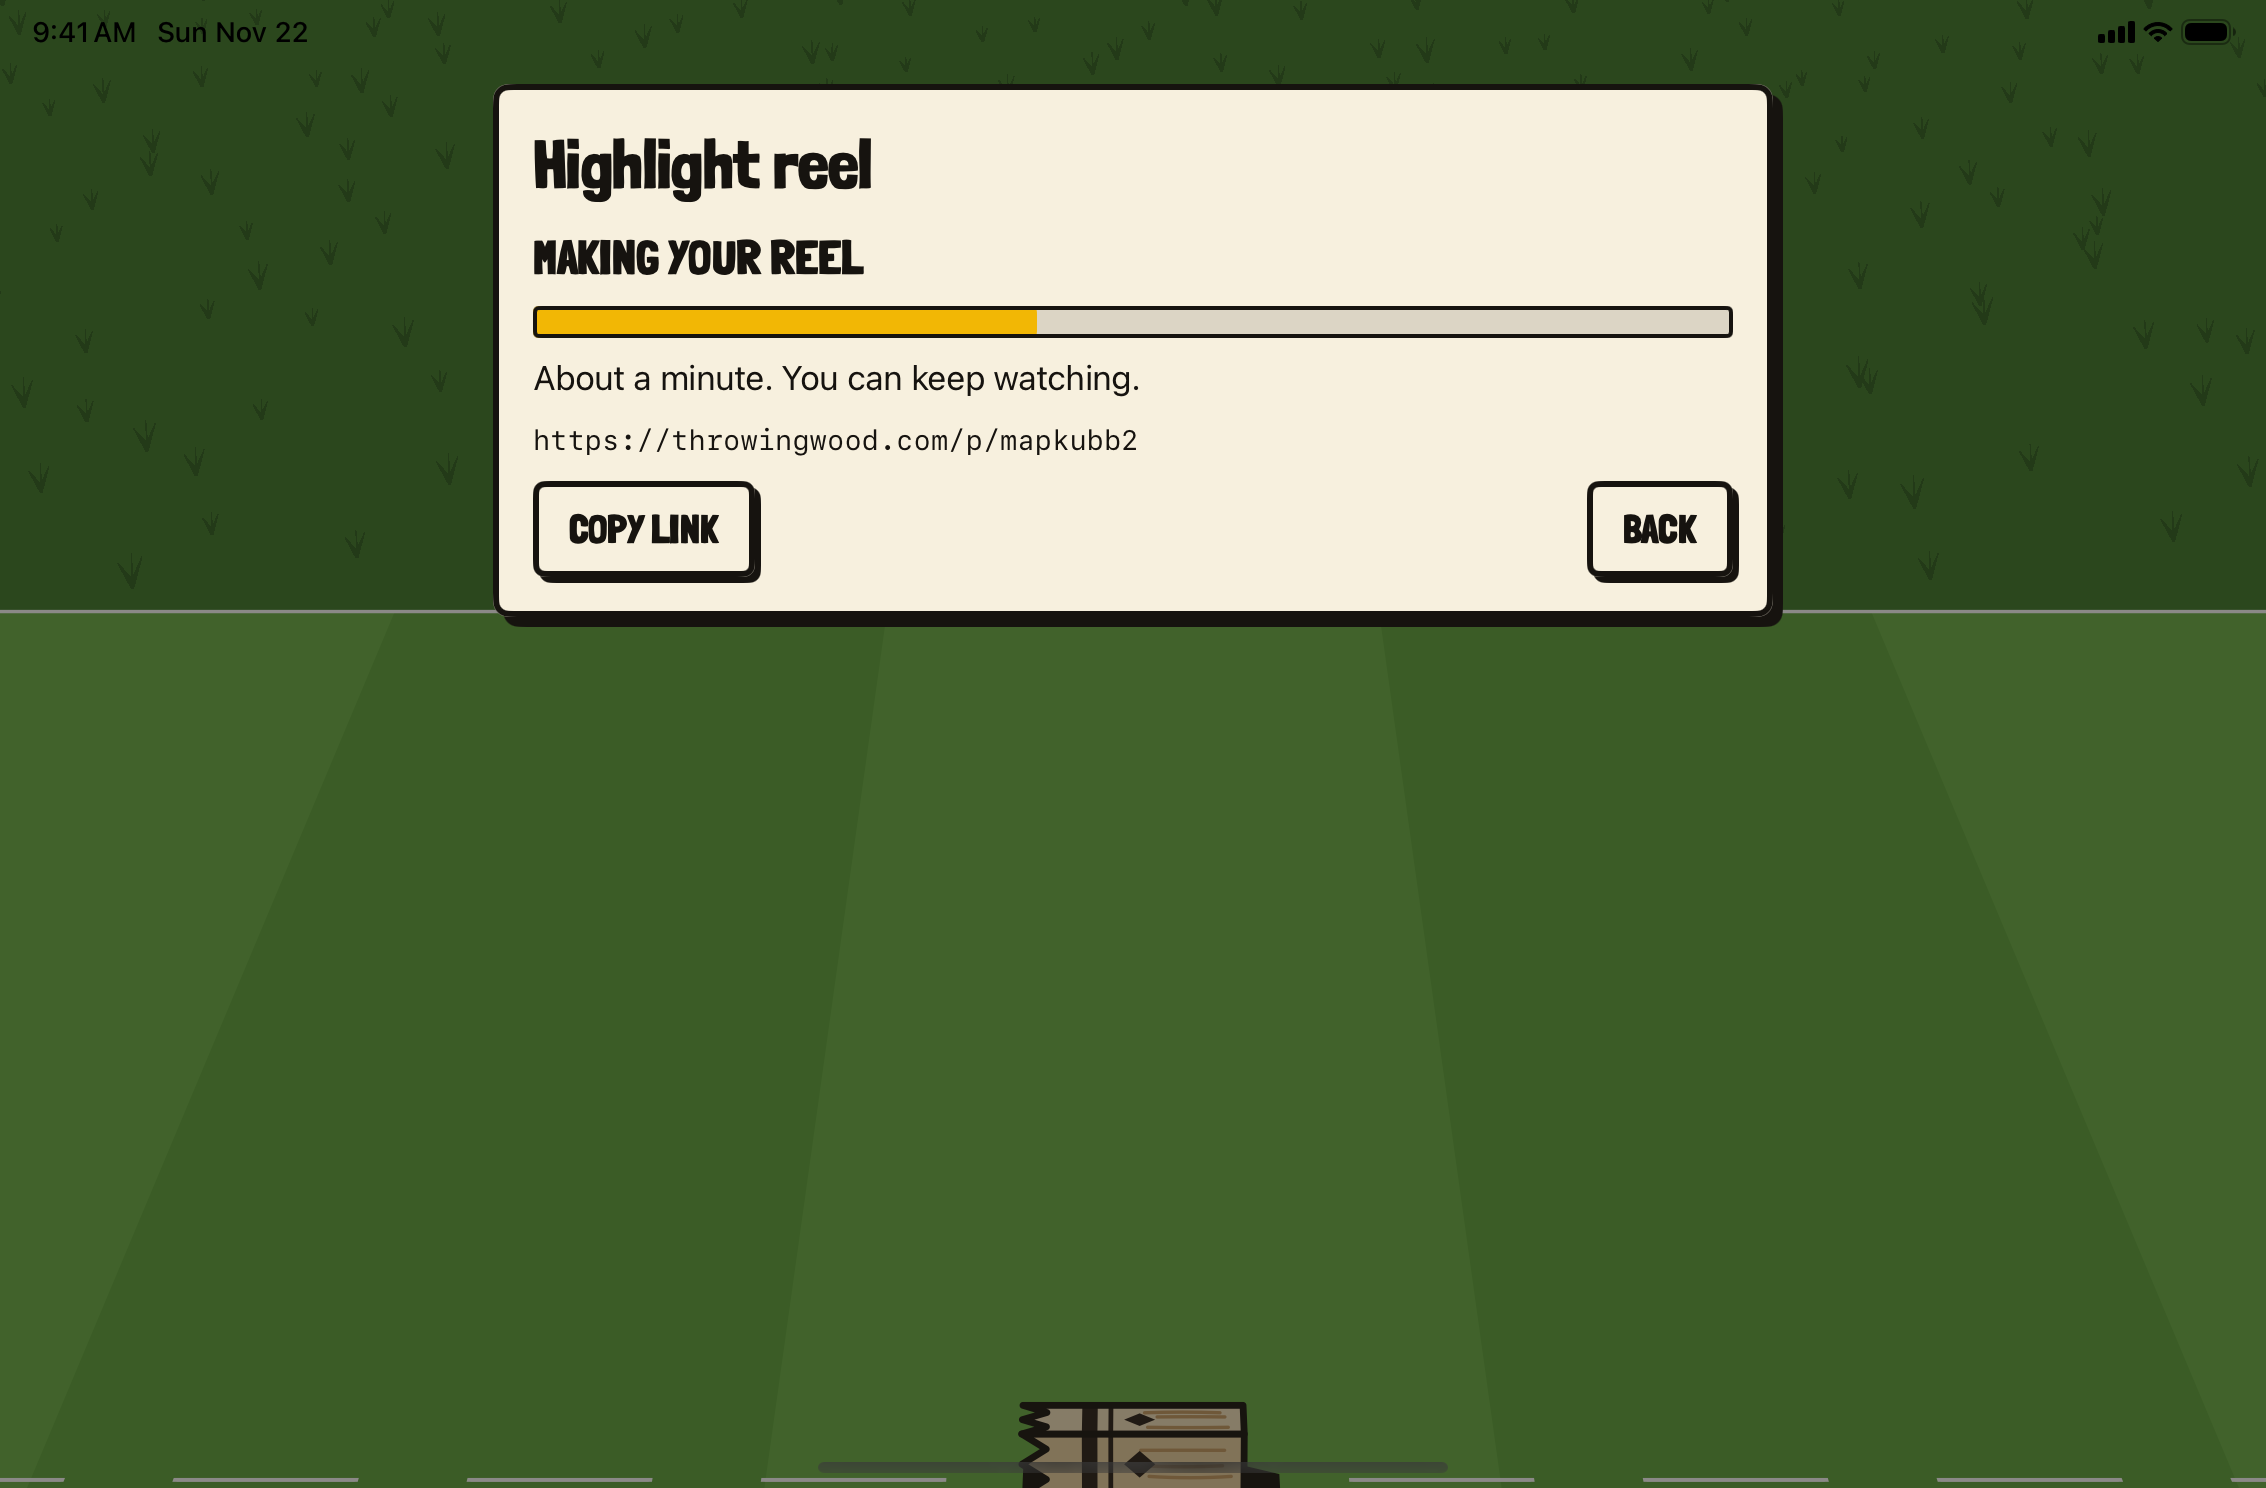 9:41 AM Sun Nov 22
Highlight reel
MAKING YOUR REEL
About a minute. You can keep watching.
https://throwingwood.com/p/mapkubb2
COPY LINK
BACK